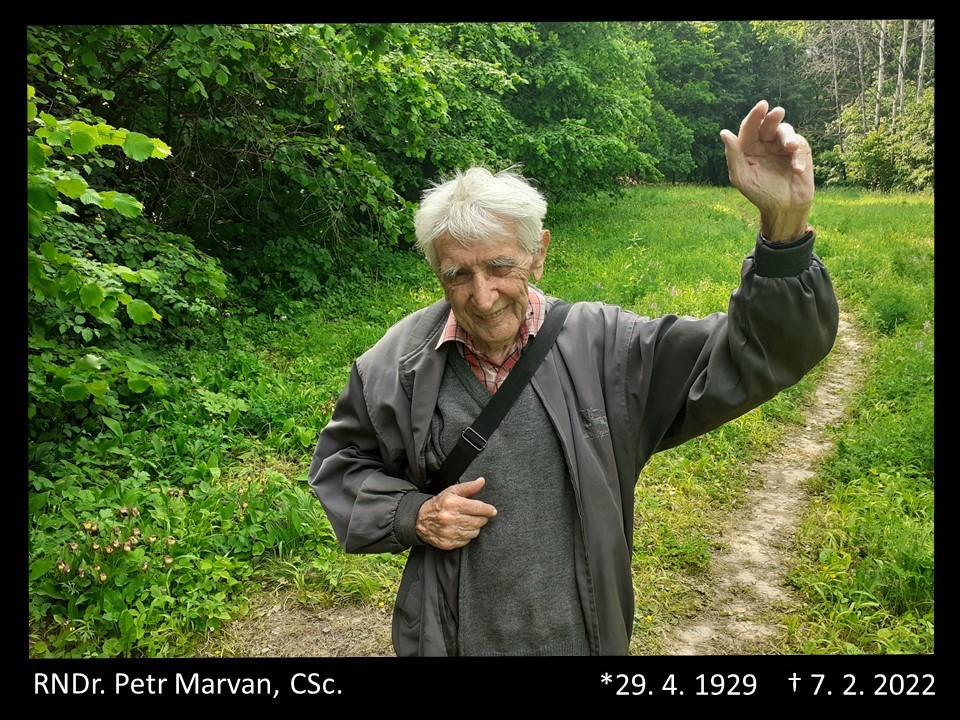 RNDr. Petr Marvan, CSc. *29. 4. 1929 † 7. 2. 2022